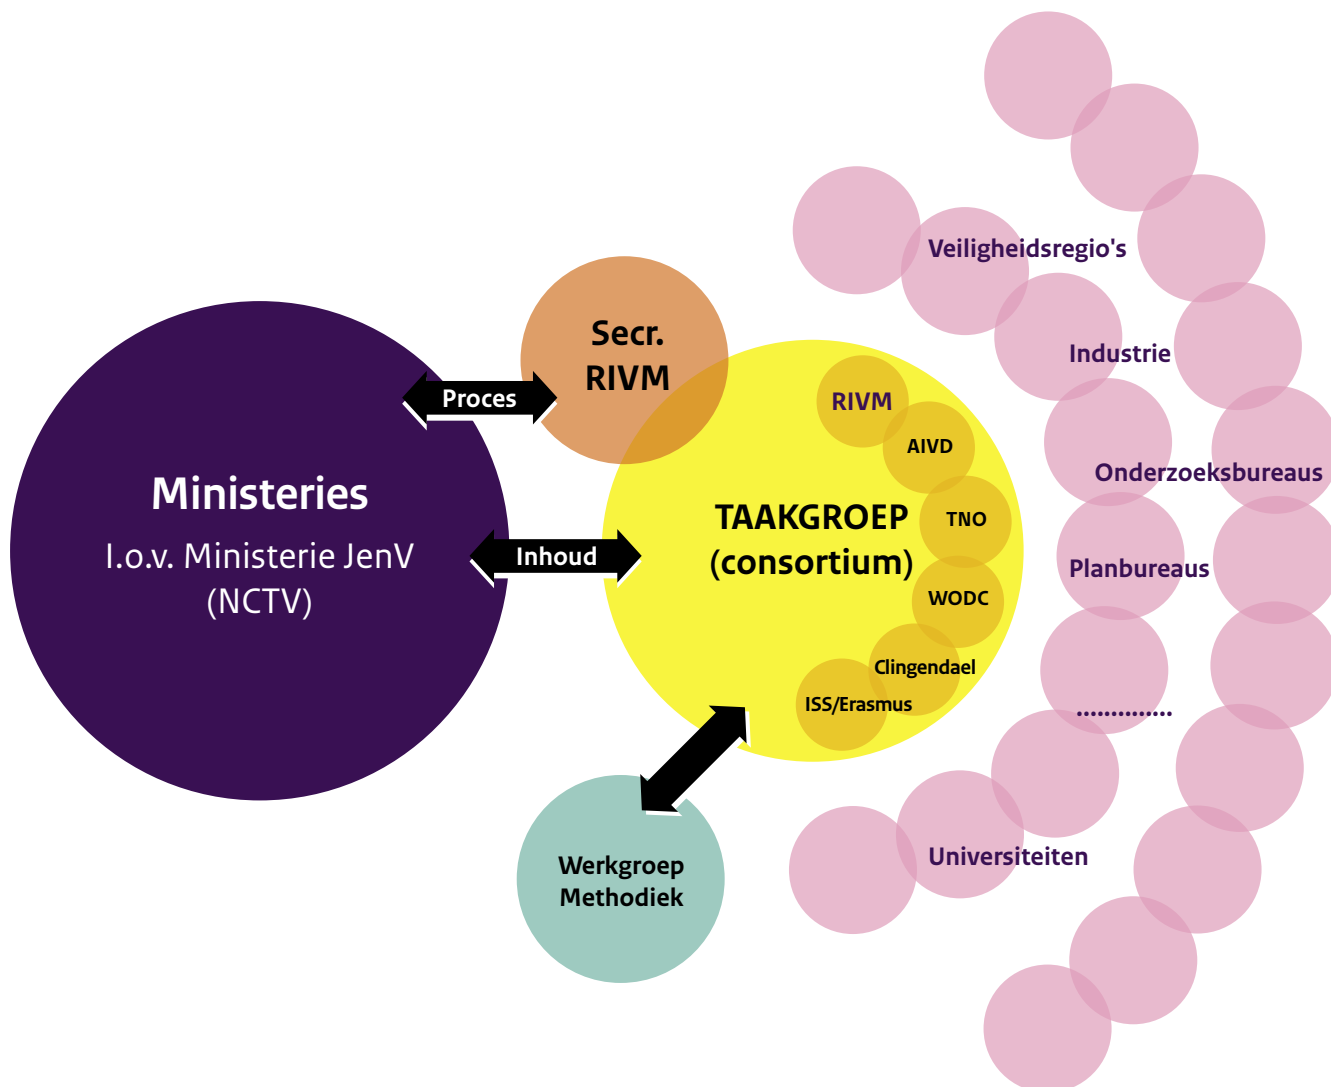 Ministeries
I.o.v. Ministerie JenV
(NCTV)
Proces
Inhoud
Secr.
RIVM
TAAKGROEP
(consortium)
RIVM
AIVD
TNO
WODC
Clingendael
ISS/Erasmus
Werkgroep
Methodiek
Veiligheidsregio's
Industrie
Onderzoeksbureaus
Planbureaus
..............
Universiteiten